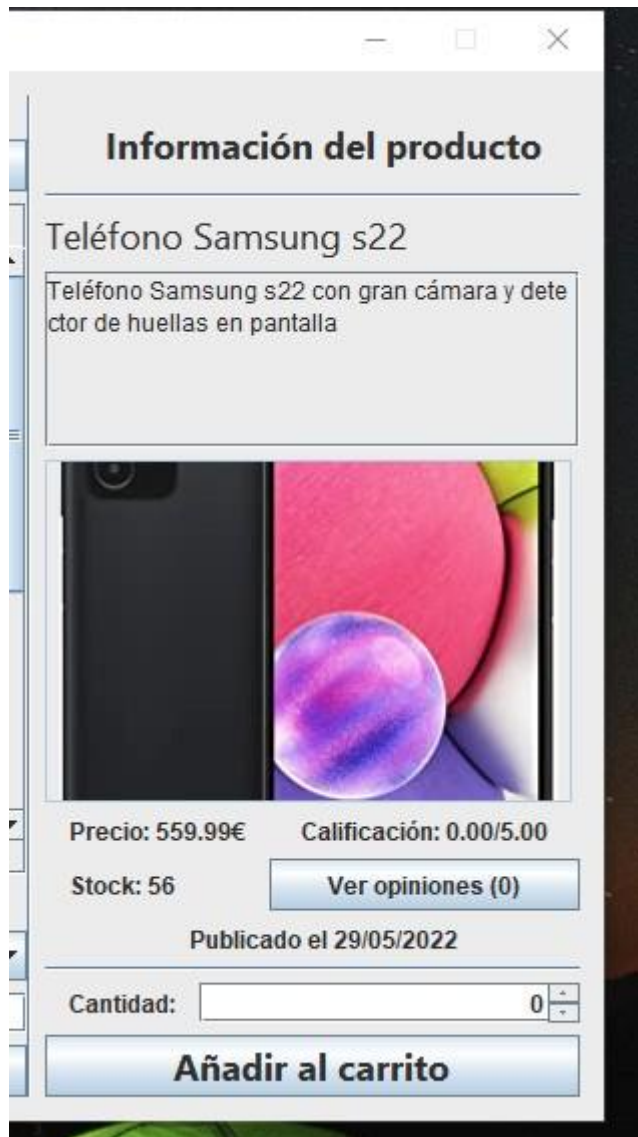 Información del producto
Teléfono Samsung s22
Teléfono Samsung s22 con gran cámara y dete
ctor de huellas en pantalla
Precio: 559.99€ Calificación: 0.00/5.00
Stock: 56 Ver opiniones (0)
Publicado el 29/05/2022
Cantidad: 0
Añadir al carrito